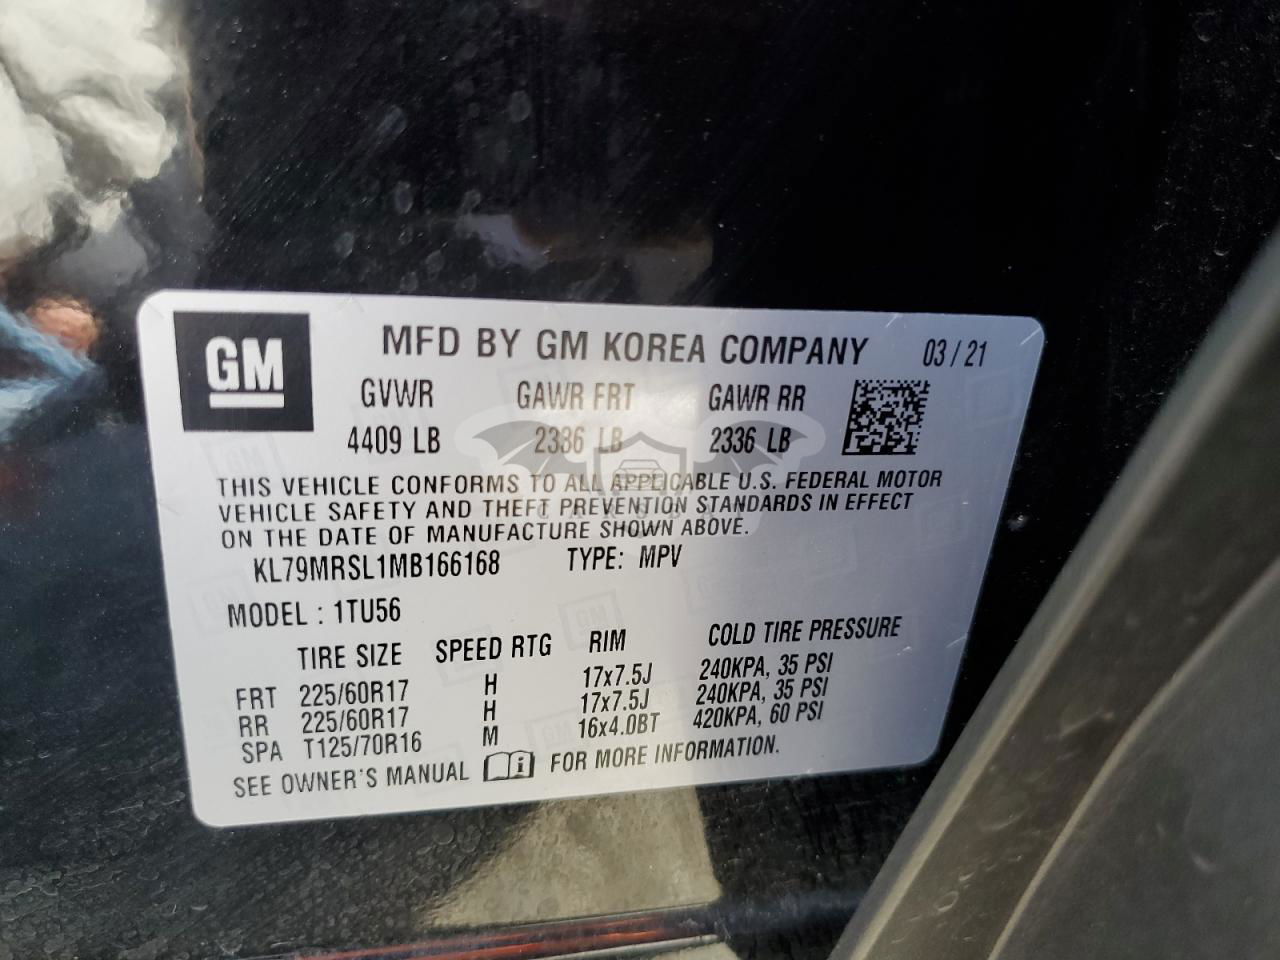 GM
MFD BY GM KOREA COMPANY 03/21
GVWR GAWR FRT GAWR RR
4409 LB 2336 LB 2336 LB
THIS VEHICLE CONFORMS TO ALL APPLICABLE U.S. FEDERAL MOTOR
VEHICLE SAFETY AND THEFT PREVENTION STANDARDS IN EFFECT
ON THE DATE OF MANUFACTURE SHOWN ABOVE.
KL79MRSL1MB166168 TYPE: MPV
MODEL : 1TU56
TIRE SIZE SPEED RTG RIM COLD TIRE PRESSURE
FRT 225/60R17 H 17x7.5J 240KPA, 35 PSI
RR 225/60R17 H 17x7.5J 240KPA, 35 PSI
SPA T125/70R16 M 16x4.0BT 420KPA, 60 PSI
SEE OWNER'S MANUAL i FOR MORE INFORMATION.